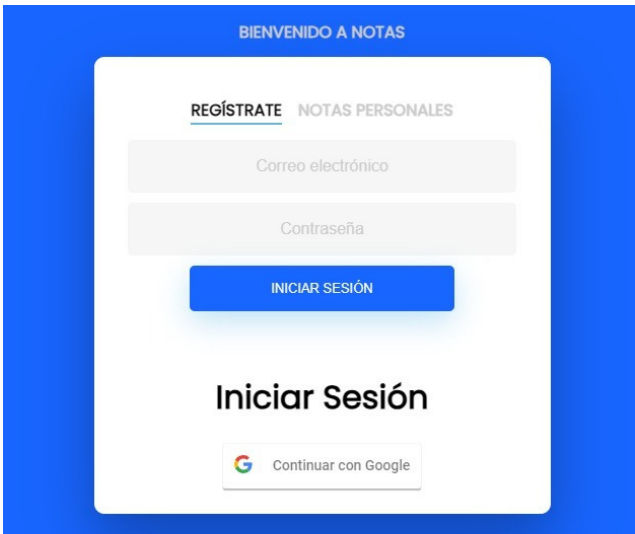 BIENVENIDO A NOTAS
REGÍSTRATE NOTAS PERSONALES
Correo electrónico
Contraseña
INICIAR SESIÓN
Iniciar Sesión
Continuar con Google